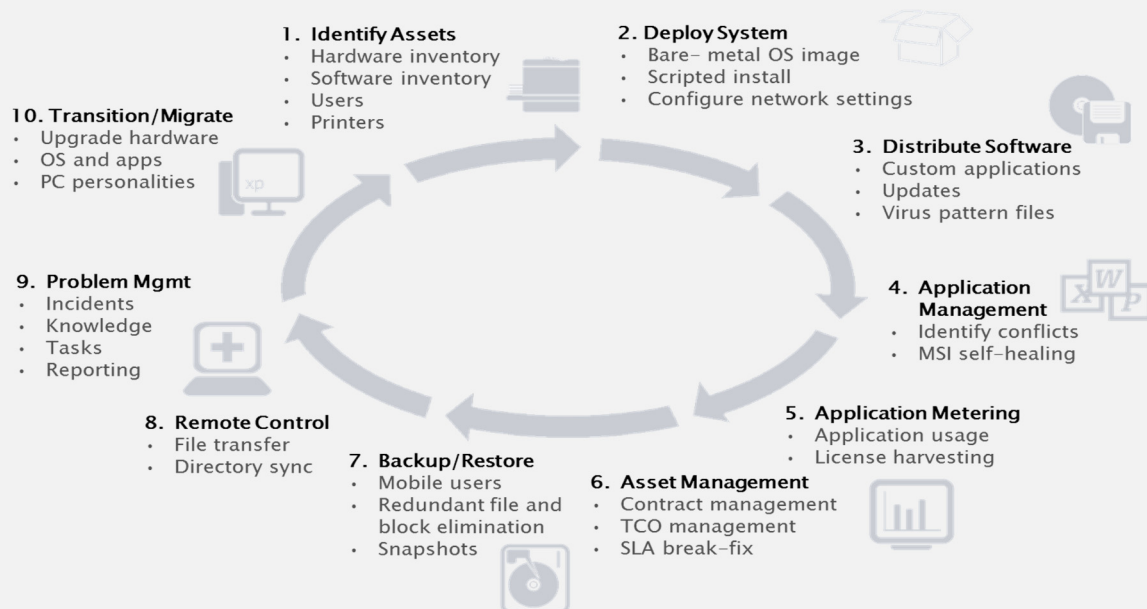 1. Identify Assets
• Hardware inventory
• Software inventory
• Users
• Printers
2. Deploy System
• Bare- metal OS image
• Scripted install
• Configure network settings
3. Distribute Software
• Custom applications
• Updates
• Virus pattern files
4. Application
Management
• Identify conflicts
• MSI self-healing
X W P
5. Application Metering
• Application usage
• License harvesting
6. Asset Management
• Contract management
• TCO management
• SLA break-fix
7. Backup/Restore
• Mobile users
• Redundant file and
block elimination
• Snapshots
8. Remote Control
• File transfer
• Directory sync
9. Problem Mgmt
• Incidents
• Knowledge
• Tasks
• Reporting
10. Transition/Migrate
• Upgrade hardware
• OS and apps
• PC personalities
xp